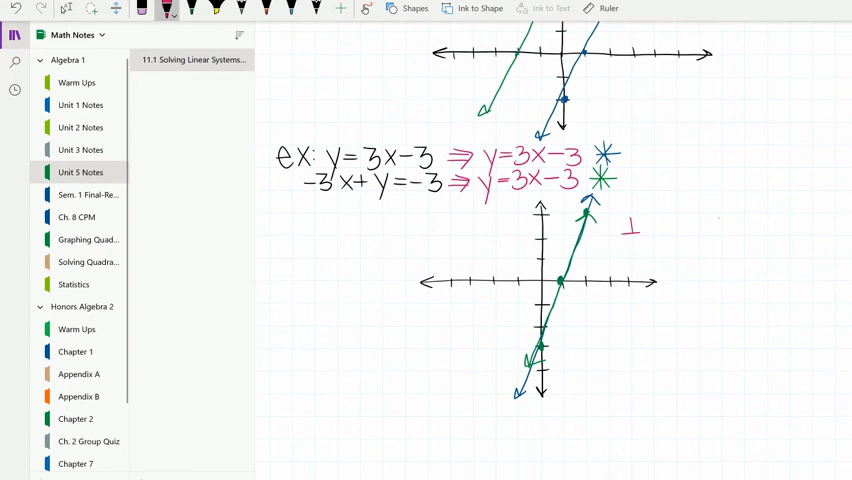 Shapes
Ink to Shape
Ink to Text
Ruler
Math Notes
Algebra 1
Warm Ups
Unit 1 Notes
Unit 2 Notes
Unit 3 Notes
Unit 5 Notes
Sem. 1 Final-Re...
Ch. 8 CPM
Graphing Quad...
Solving Quadra...
Statistics
Honors Algebra 2
Warm Ups
Chapter 1
Appendix A
Appendix B
Chapter 2
Ch. 2 Group Quiz
Chapter 7
11.1 Solving Linear Systems...
ex: y=3x-3 ⇒ y=3x-3 *
-3x+y=-3 ⇒ y=3x-3 *